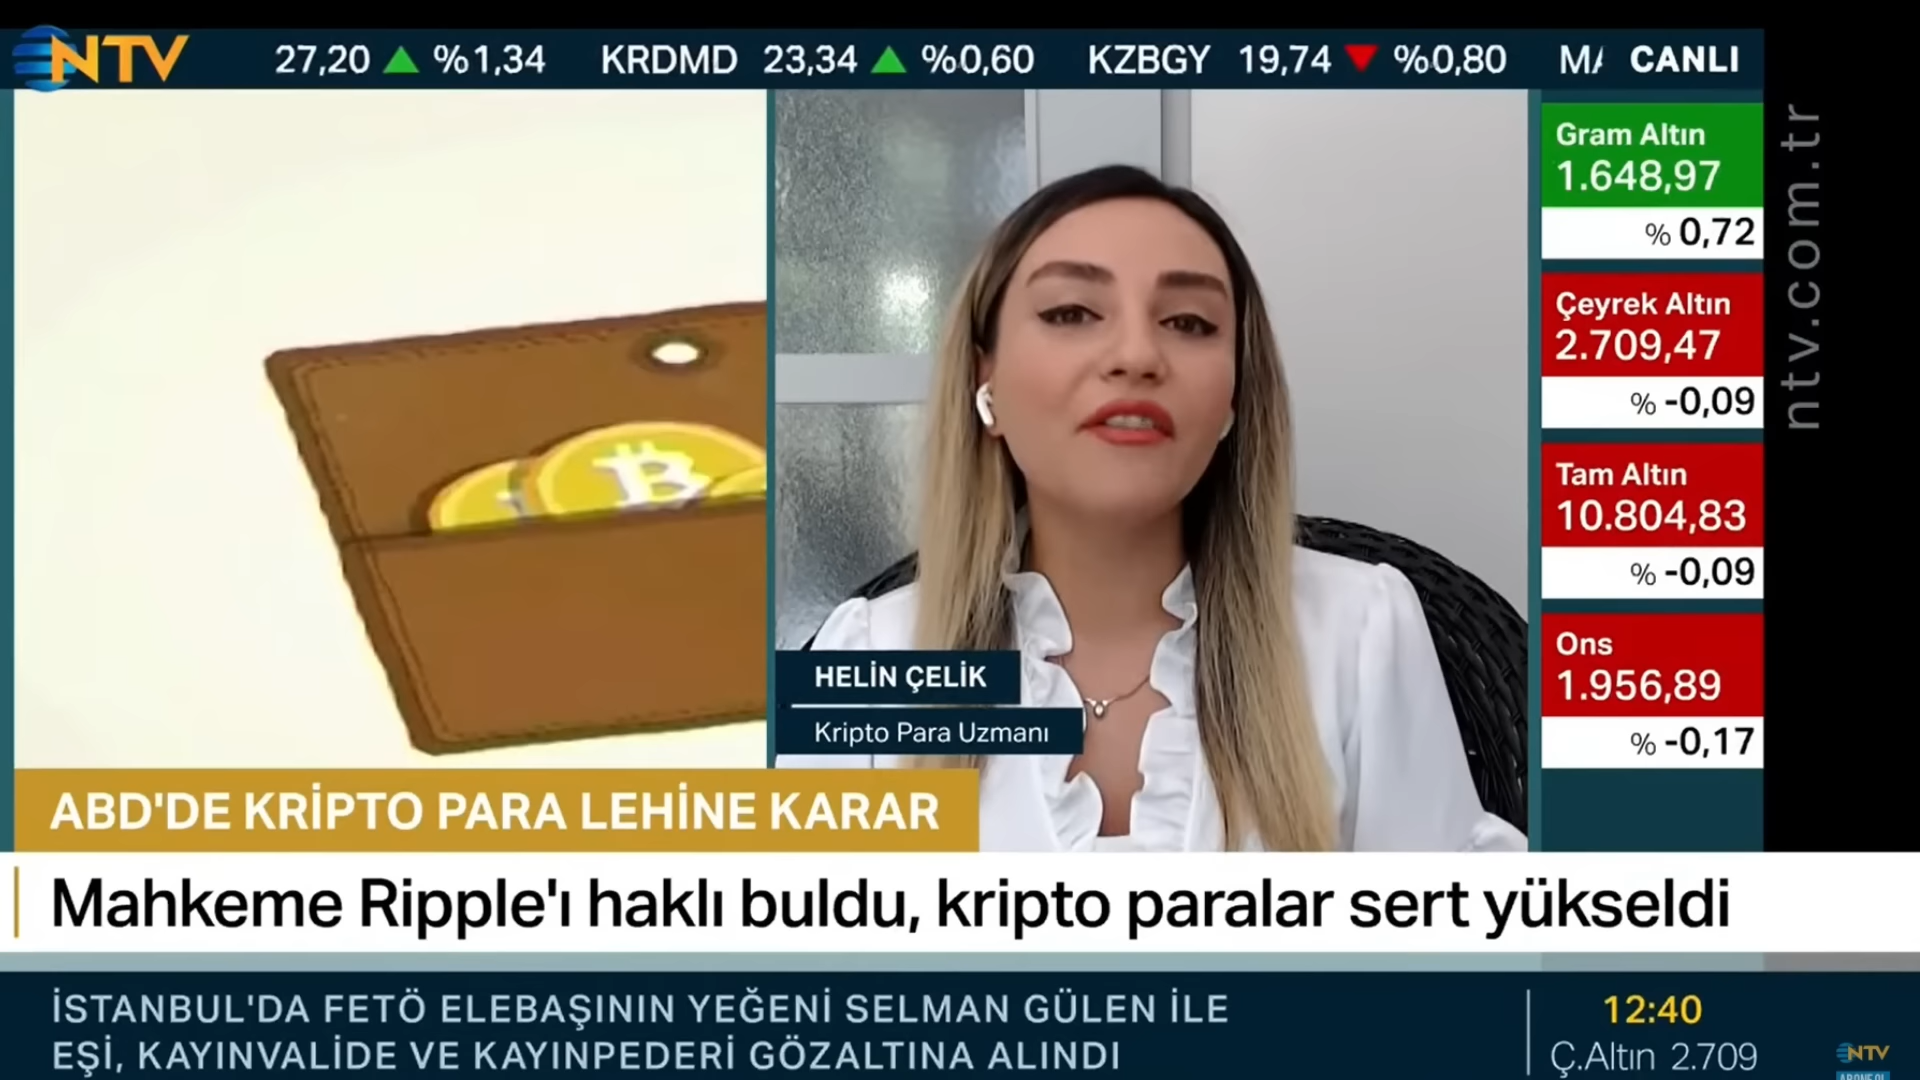 NTV
27,20 ▲ %1,34 KRDMD 23,34 ▲ %0,60 KZBGY 19,74 ▼ %0,80
CANLI
Gram Altın
1.648,97
% 0,72
Çeyrek Altın
2.709,47
% -0,09
Tam Altın
10.804,83
% -0,09
Ons
1.956,89
% -0,17
ntv.com.tr
HELİN ÇELİK
Kripto Para Uzmanı
ABD'DE KRİPTO PARA LEHİNE KARAR
Mahkeme Ripple'ı haklı buldu, kripto paralar sert yükseldi
İSTANBUL'DA FETÖ ELEBAŞININ YEĞENİ SELMAN GÜLEN İLE
EŞİ, KAYINVALİDE VE KAYINPEDERİ GÖZALTINA ALINDI
12:40
Ç.Altın 2.709
NTV